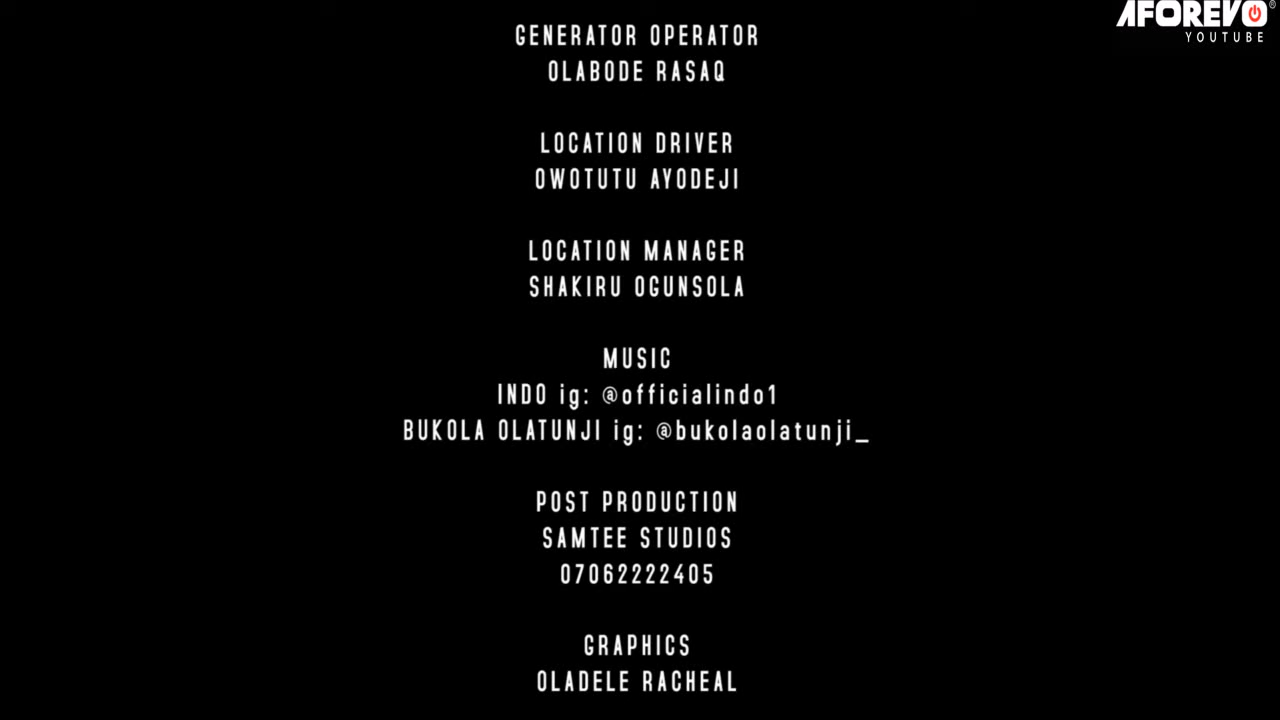 AFOREVO®
YOUTUBE
GENERATOR OPERATOR
OLABODE RASAQ
LOCATION DRIVER
OWOTUTU AYODEJI
LOCATION MANAGER
SHAKIRU OGUNSOLA
MUSIC
INDO ig: @officialindo1
BUKOLA OLATUNJI ig: @bukolaolatunji_
POST PRODUCTION
SAMTEE STUDIOS
07062222405
GRAPHICS
OLADELE RACHEAL